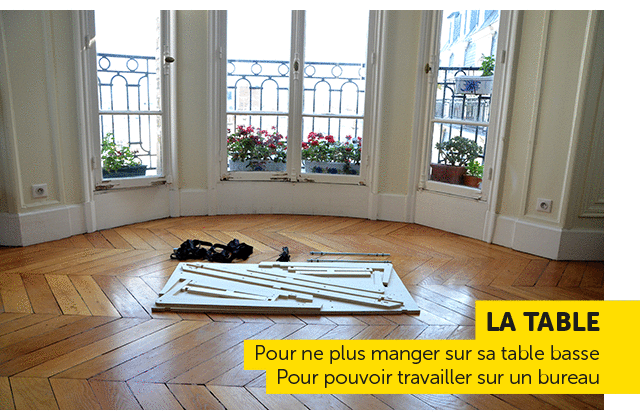 LA TABLE
Pour ne plus manger sur sa table basse
Pour pouvoir travailler sur un bureau